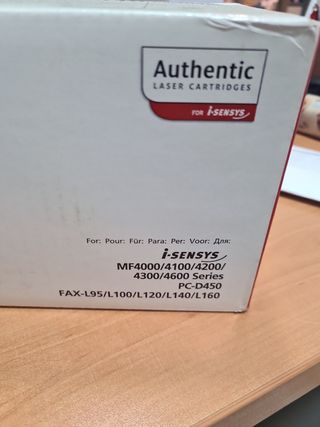 Authentic
LASER CARTRIDGES
FOR i-SENSYS
For: Pour: Für: Para: Per: Voor: Для:
i-SENSYS
MF4000/4100/4200/
4300/4600 Series
PC-D450
FAX-L95/L100/L120/L140/L160